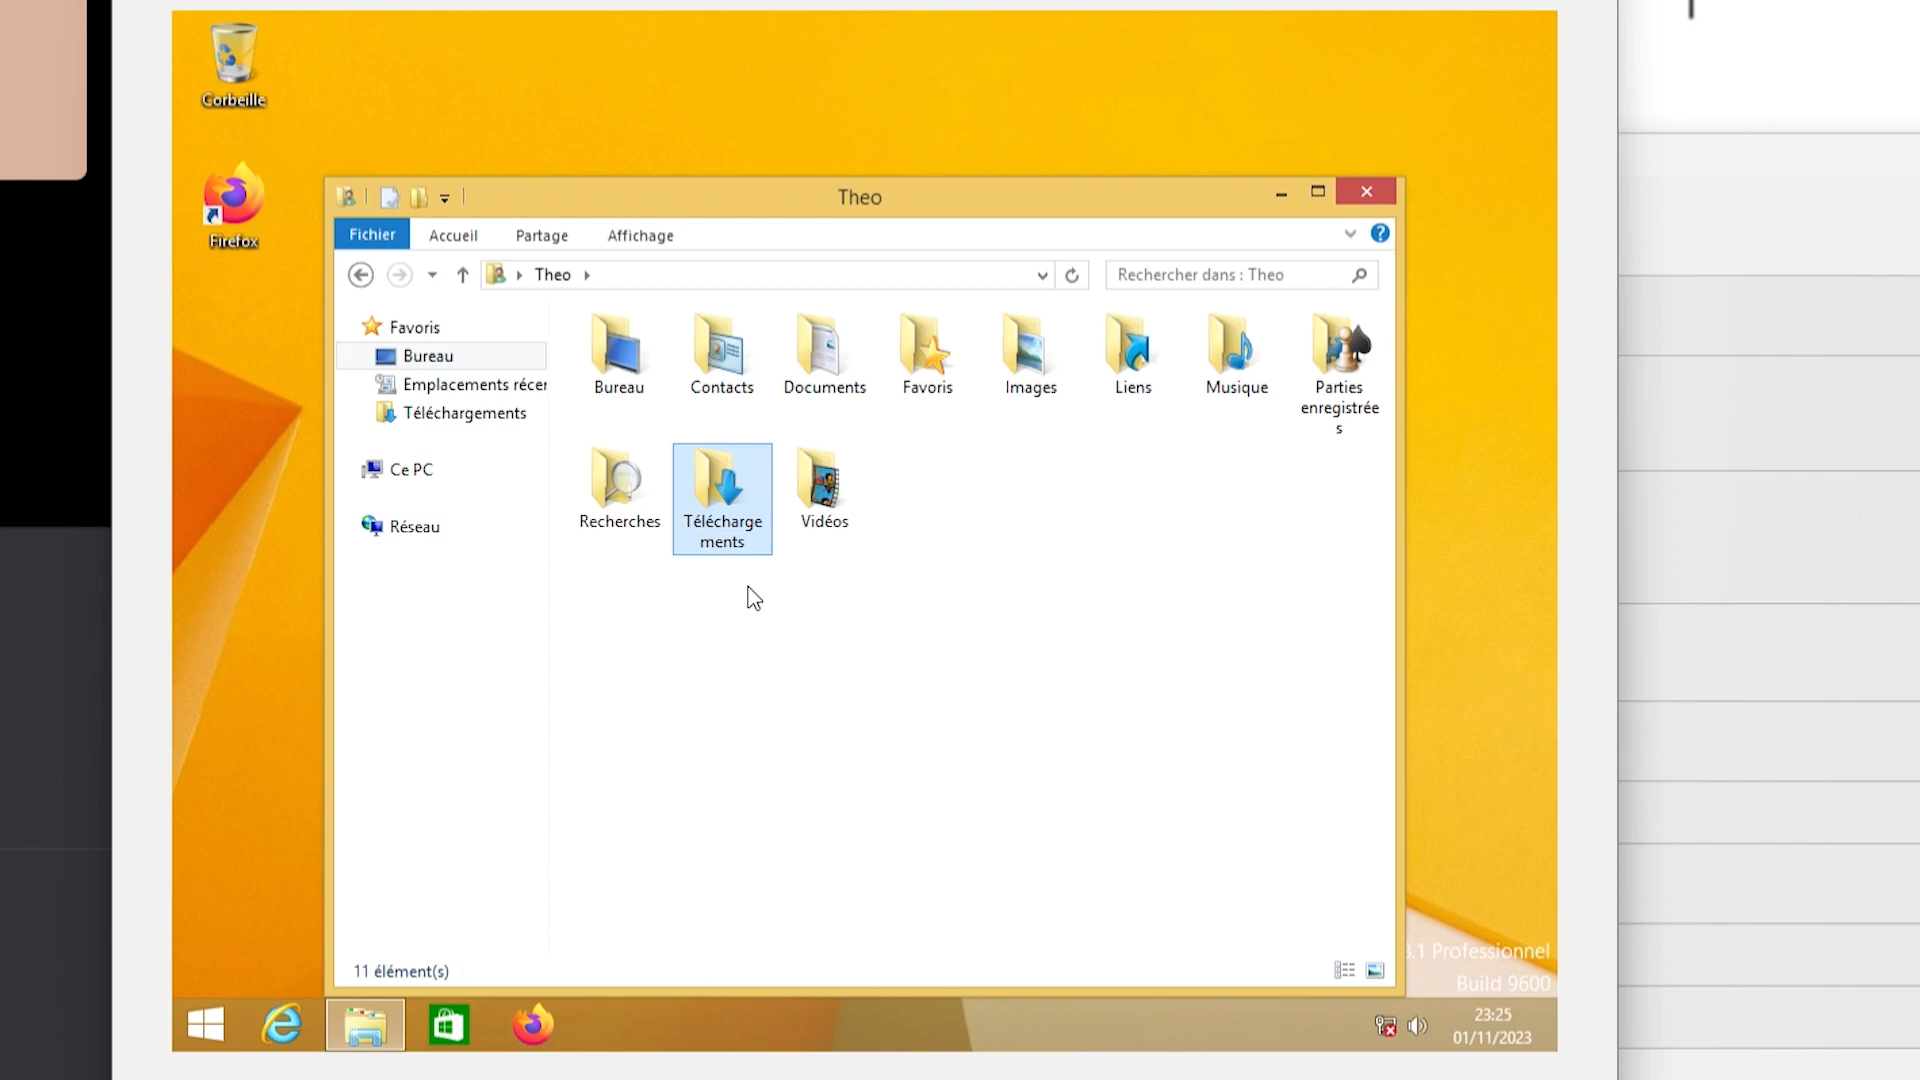 Corbeille
Firefox
Theo
Fichier
Accueil
Partage
Affichage
Theo
Rechercher dans : Theo
Favoris
Bureau
Emplacements récer
Téléchargements
Ce PC
Réseau
Bureau
Contacts
Documents
Favoris
Images
Liens
Musique
Parties
enregistrée
s
Recherches
Télécharge
ments
Vidéos
11 élément(s)
.1 Professionnel
Build 9600
23:25
01/11/2023